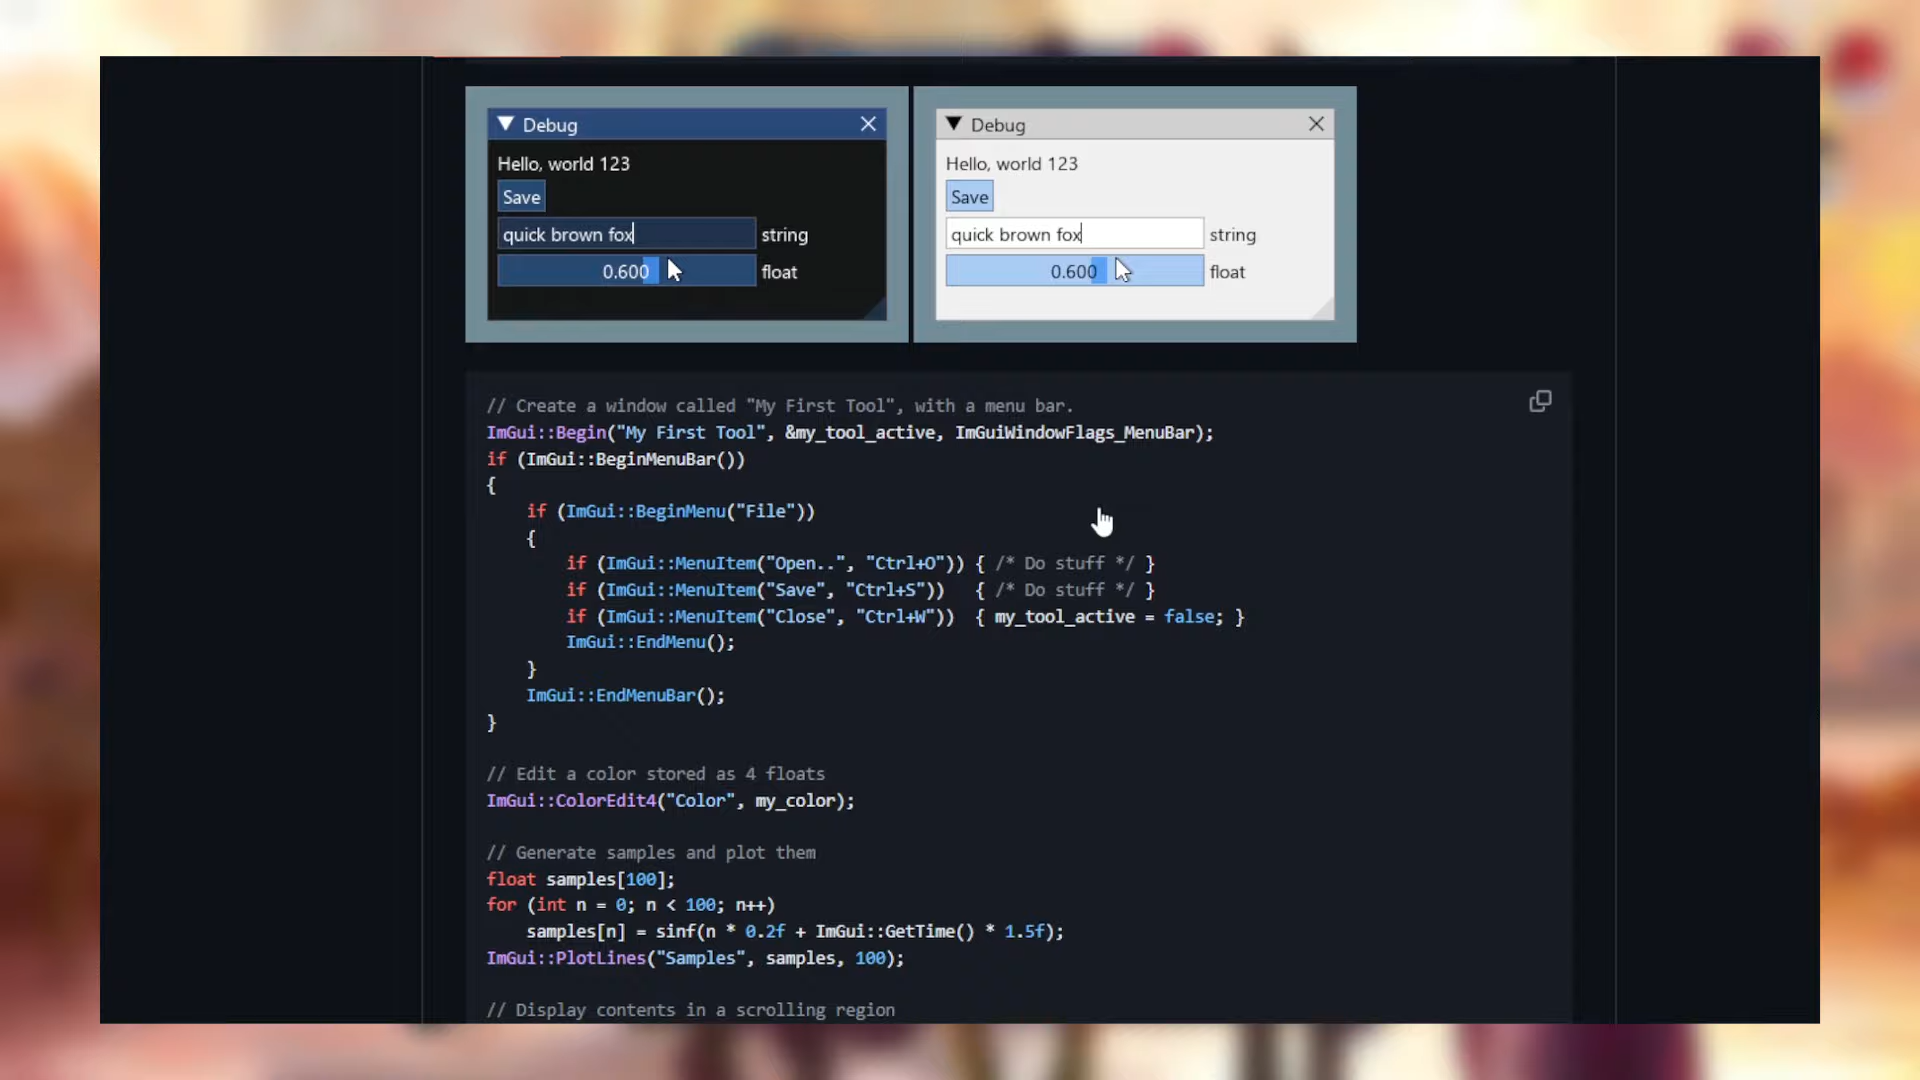 Debug
Hello, world 123
Save
quick brown fox string
0.600 float
Debug
Hello, world 123
Save
quick brown fox string
0.600 float
// Create a window called "My First Tool", with a menu bar.
ImGui::Begin("My First Tool", &my_tool_active, ImGuiWindowFlags_MenuBar);
if (ImGui::BeginMenuBar())
{
    if (ImGui::BeginMenu("File"))
    {
        if (ImGui::MenuItem("Open..", "Ctrl+O")) { /* Do stuff */ }
        if (ImGui::MenuItem("Save", "Ctrl+S"))   { /* Do stuff */ }
        if (ImGui::MenuItem("Close", "Ctrl+W"))  { my_tool_active = false; }
        ImGui::EndMenu();
    }
    ImGui::EndMenuBar();
}
// Edit a color stored as 4 floats
ImGui::ColorEdit4("Color", my_color);
// Generate samples and plot them
float samples[100];
for (int n = 0; n < 100; n++)
    samples[n] = sinf(n * 0.2f + ImGui::GetTime() * 1.5f);
ImGui::PlotLines("Samples", samples, 100);
// Display contents in a scrolling region